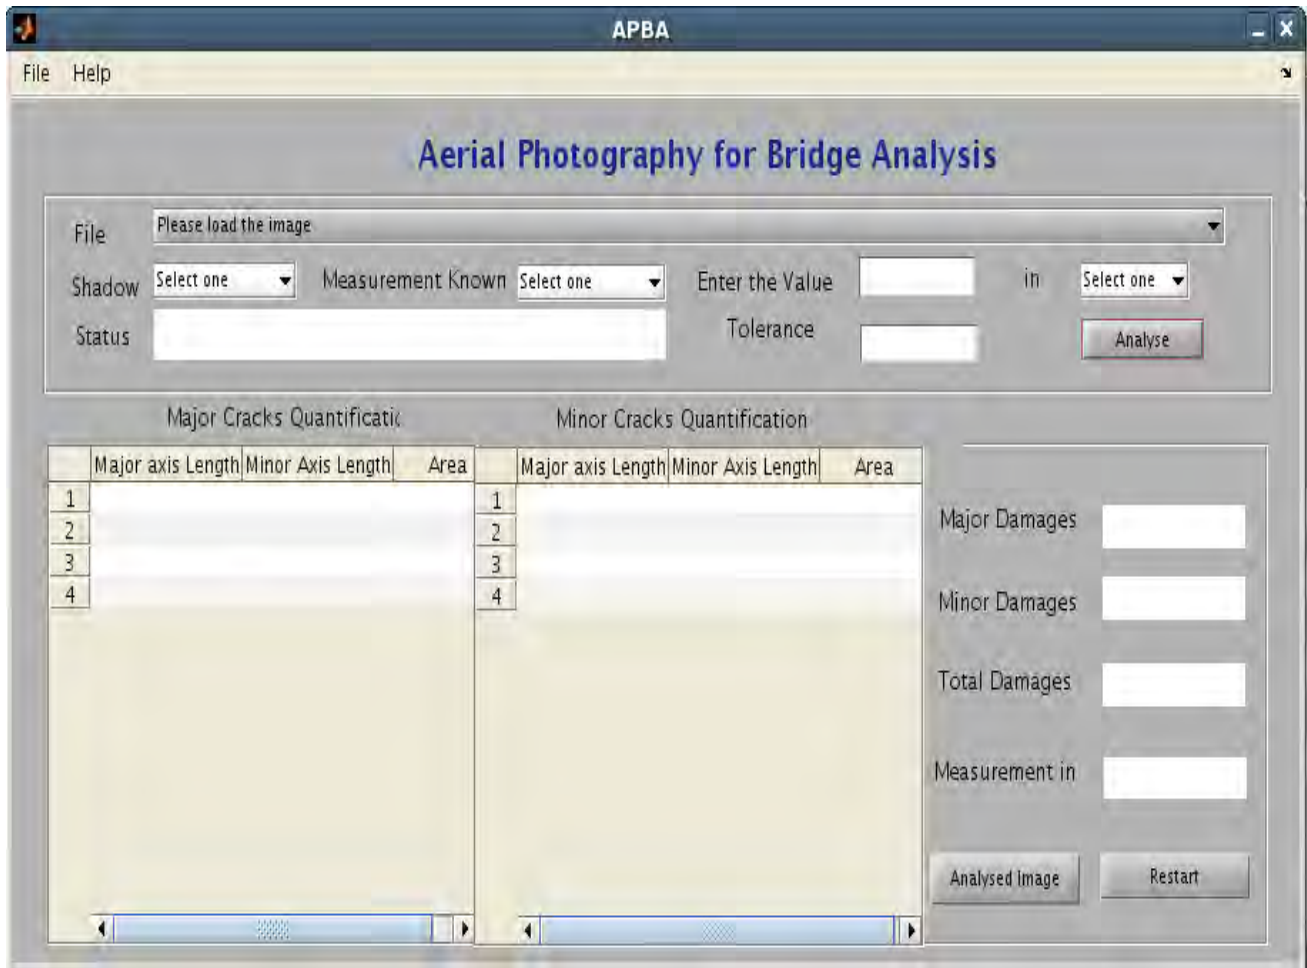 APBA
File Help
Aerial Photography for Bridge Analysis
File Please load the image
Shadow Select one Measurement Known Select one Enter the Value in Select one
Status Tolerance Analyse
Major Cracks Quantificatic
Minor Cracks Quantification
Major axis Length Minor Axis Length Area
1
2
3
4
Major axis Length Minor Axis Length Area
1
2
3
4
Major Damages
Minor Damages
Total Damages
Measurement in
Analysed Image Restart